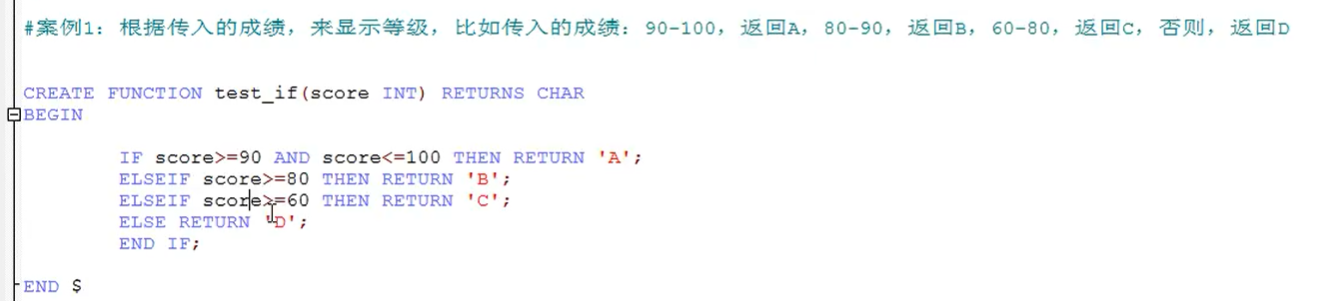 #案例1：根据传入的成绩，来显示等级，比如传入的成绩：90-100，返回A，80-90，返回B，60-80，返回C，否则，返回D
CREATE FUNCTION test_if(score INT) RETURNS CHAR
BEGIN
IF score>=90 AND score<=100 THEN RETURN 'A';
ELSEIF score>=80 THEN RETURN 'B';
ELSEIF score>=60 THEN RETURN 'C';
ELSE RETURN 'D';
END IF;
END $